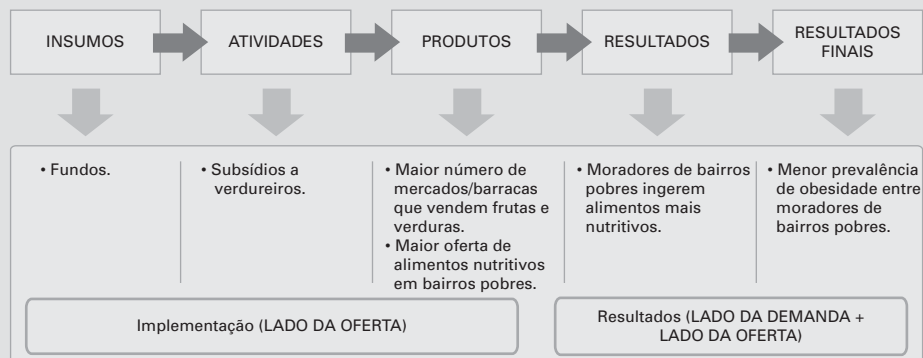 INSUMOS
ATIVIDADES
PRODUTOS
RESULTADOS
RESULTADOS
FINAIS
• Fundos.
• Subsídios a
verdureiros.
• Maior número de
mercados/barracas
que vendem frutas e
verduras.
• Maior oferta de
alimentos nutritivos
em bairros pobres.
• Moradores de bairros
pobres ingerem
alimentos mais
nutritivos.
• Menor prevalência
de obesidade entre
moradores de
bairros pobres.
Implementação (LADO DA OFERTA)
Resultados (LADO DA DEMANDA +
LADO DA OFERTA)